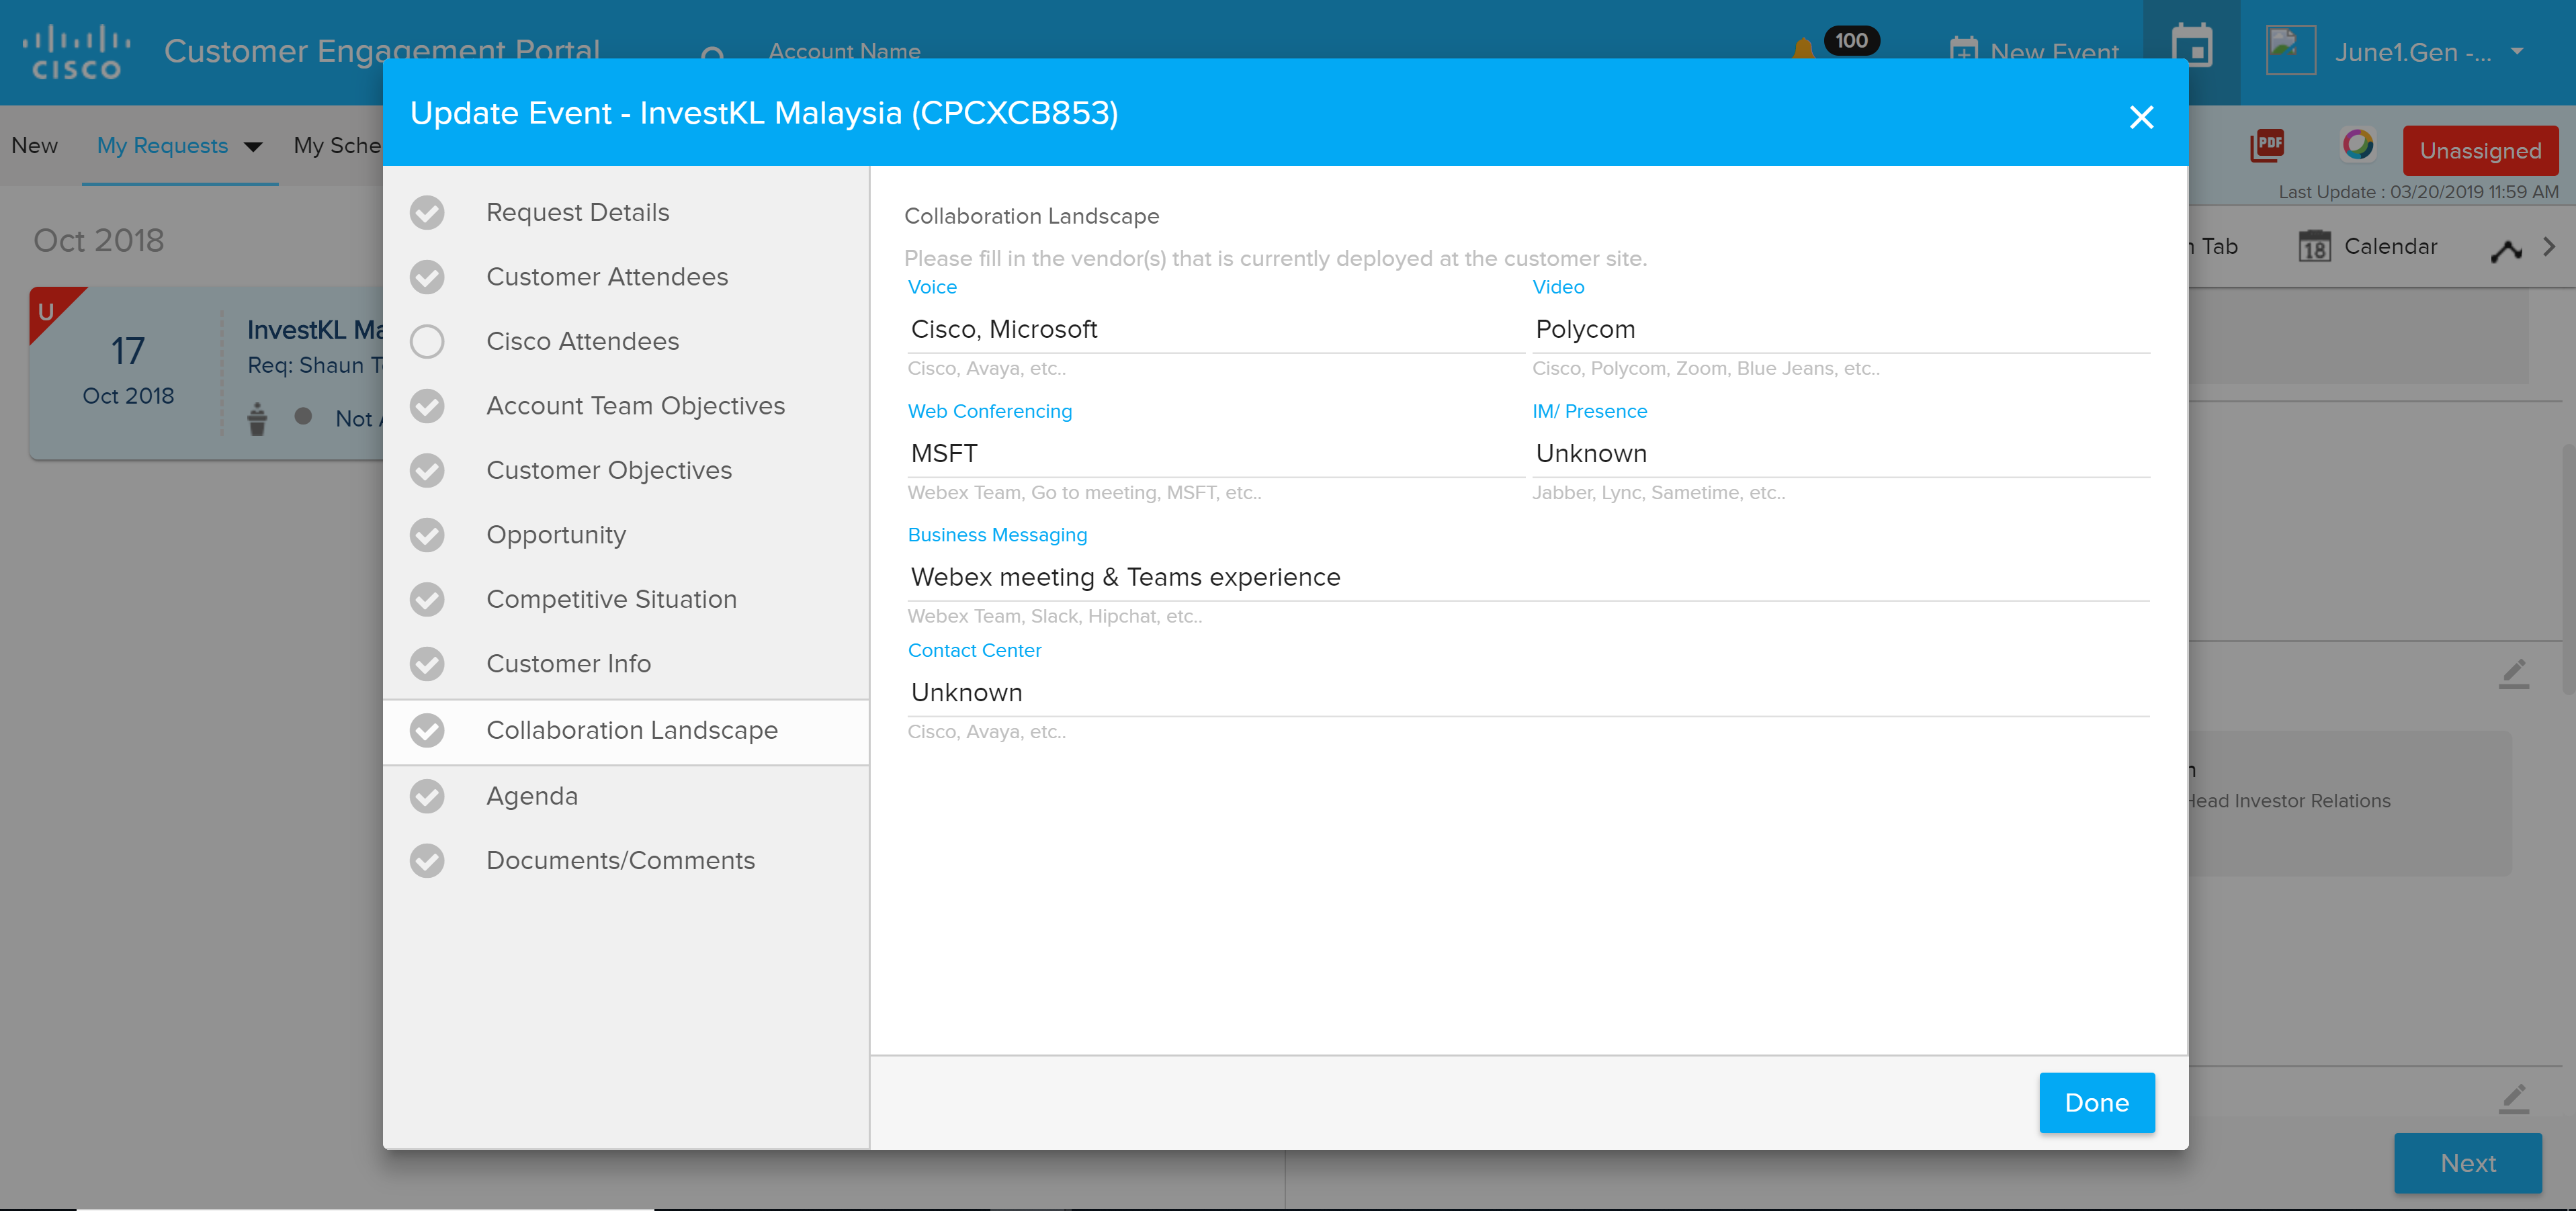 CISCO
Customer Engagement Portal
Account Name
100
New Event
June1.Gen -...
New
My Requests
My Sche
PDF
Unassigned
Last Update : 03/20/2019 11:59 AM
Oct 2018
Tab
18
Calendar
U
17
Oct 2018
InvestKL Ma
Req: Shaun T
Not
Update Event - InvestKL Malaysia (CPCXCB853)
Request Details
Customer Attendees
Cisco Attendees
Account Team Objectives
Customer Objectives
Opportunity
Competitive Situation
Customer Info
Collaboration Landscape
Agenda
Documents/Comments
Collaboration Landscape
Please fill in the vendor(s) that is currently deployed at the customer site.
Voice
Cisco, Microsoft
Cisco, Avaya, etc..
Video
Polycom
Cisco, Polycom, Zoom, Blue Jeans, etc..
Web Conferencing
MSFT
Webex Team, Go to meeting, MSFT, etc..
IM/ Presence
Unknown
Jabber, Lync, Sametime, etc..
Business Messaging
Webex meeting & Teams experience
Webex Team, Slack, Hipchat, etc..
Contact Center
Unknown
Cisco, Avaya, etc..
Done
Head Investor Relations
Next